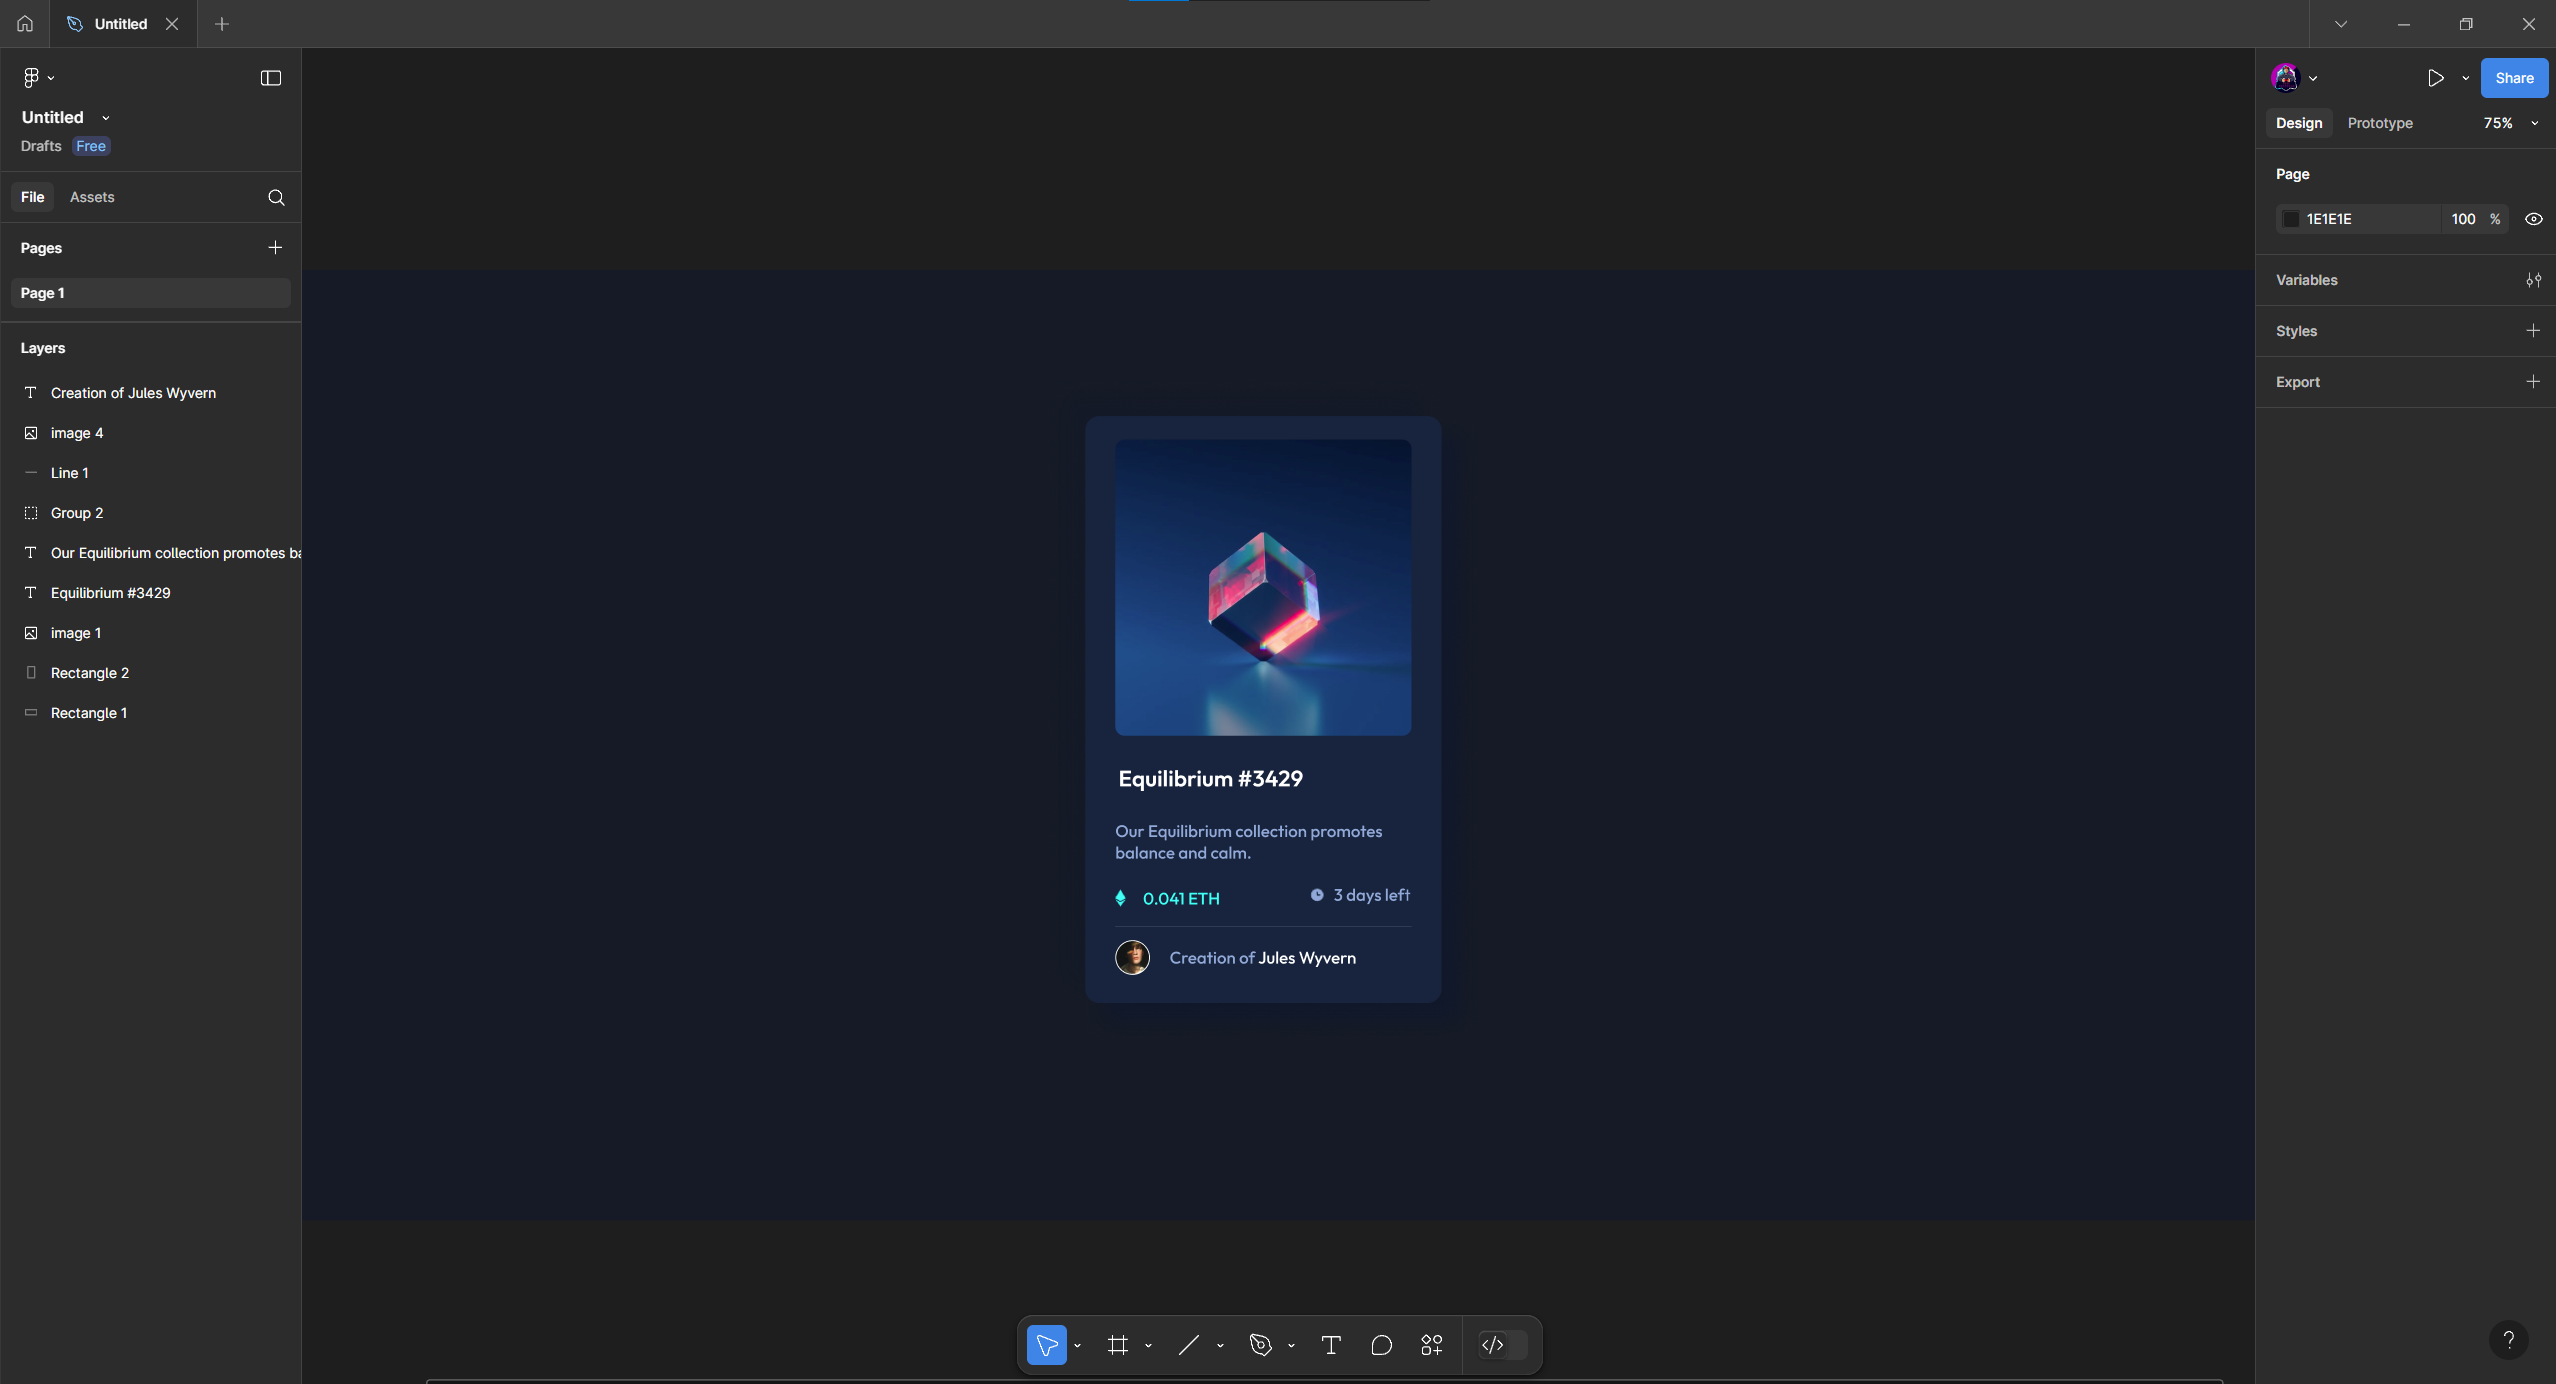 Untitled
Untitled
Drafts Free
File Assets
Pages
Page 1
Layers
Creation of Jules Wyvern
image 4
Line 1
Group 2
Our Equilibrium collection promotes ba
Equilibrium #3429
image 1
Rectangle 2
Rectangle 1
Equilibrium #3429
Our Equilibrium collection promotes
balance and calm.
0.041 ETH 3 days left
Creation of Jules Wyvern
Share
Design Prototype 75%
Page
1E1E1E 100 %
Variables
Styles
Export
?